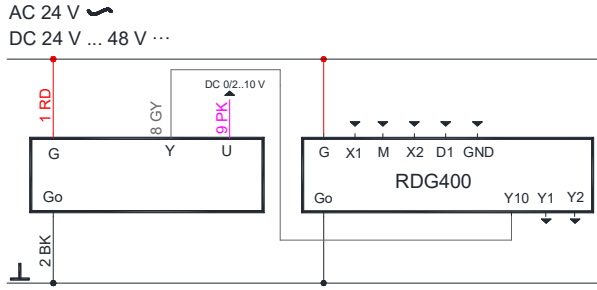 AC 24 V
DC 24 V ... 48 V ⋯
1 RD
8 GY
9 PK
DC 0/2..10 V
G Y U
Go
2 BK
G X1 M X2 D1 GND
RDG400
Go Y10 Y1 Y2